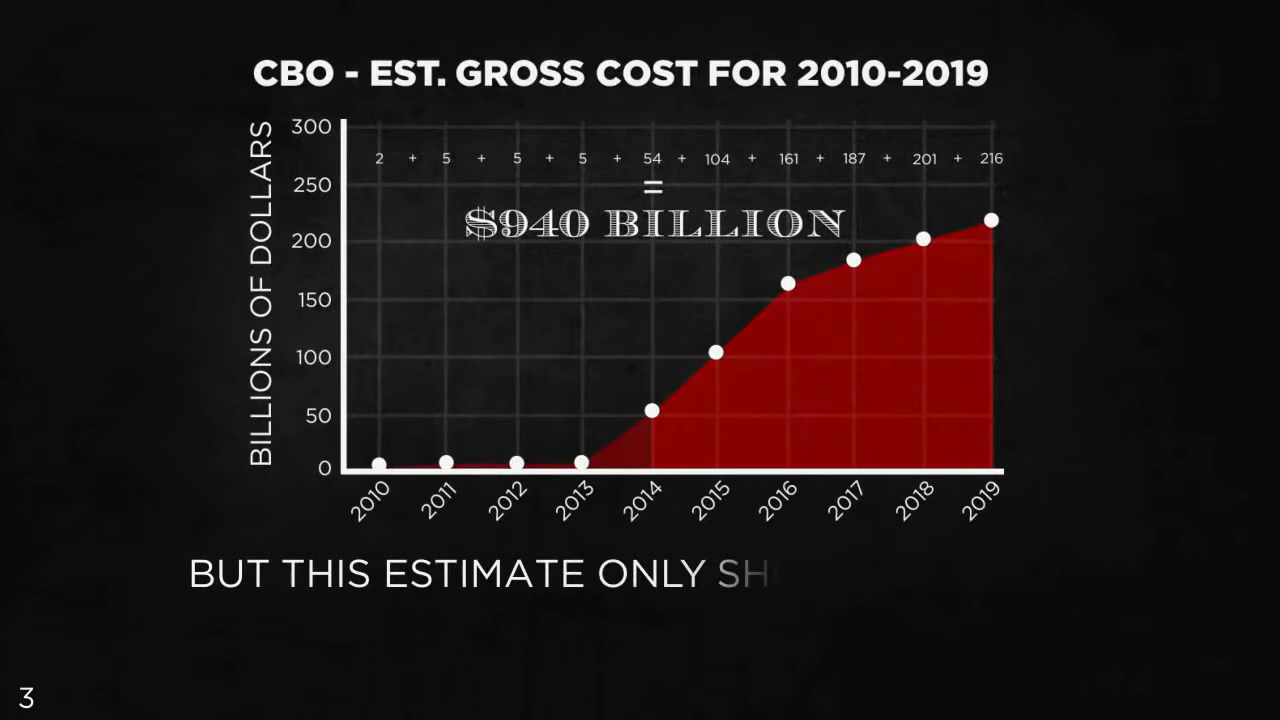 CBO - EST. GROSS COST FOR 2010-2019
BILLIONS OF DOLLARS
300
250
200
150
100
50
0
2 + 5 + 5 + 5 + 54 + 104 + 161 + 187 + 201 + 216
=
$940 BILLION
2010 2011 2012 2013 2014 2015 2016 2017 2018 2019
BUT THIS ESTIMATE ONLY
3